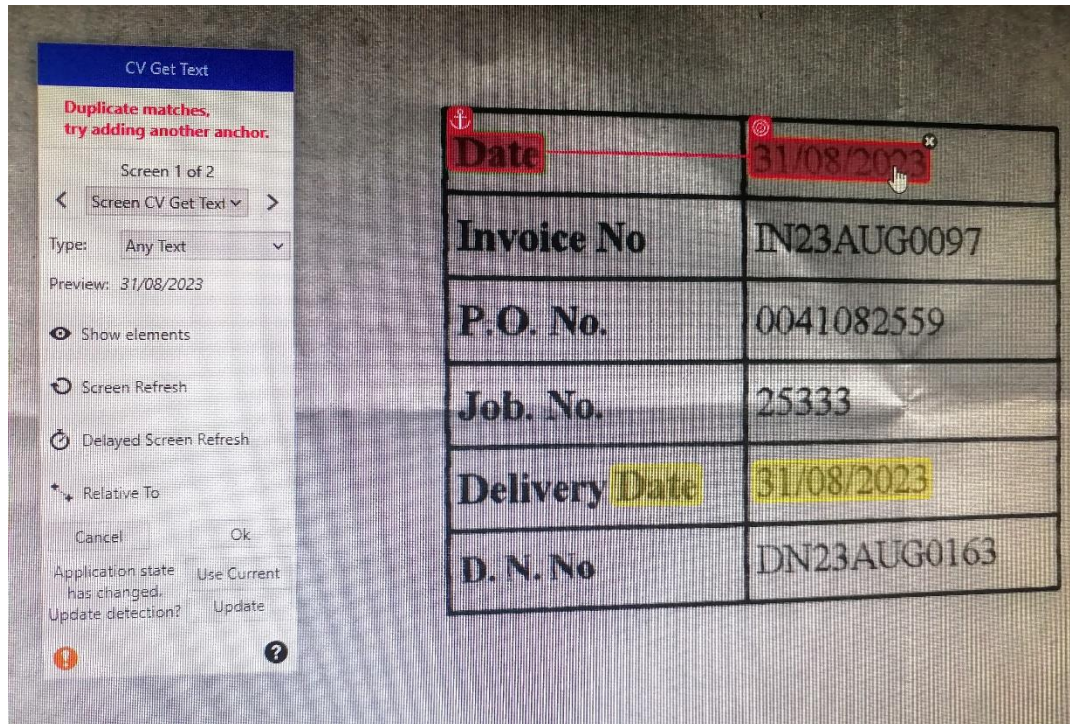 CV Get Text
Duplicate matches,
try adding another anchor.
Screen 1 of 2
Screen CV Get Text
Type: Any Text
Preview: 31/08/2023
Show elements
Screen Refresh
Delayed Screen Refresh
Relative To
Cancel Ok
Application state
has changed.
Update detection?
Use Current
Update
Date 31/08/2023
Invoice No IN23AUG0097
P.O. No. 0041082559
Job. No. 25333
Delivery Date 31/08/2023
D. N. No DN23AUG0163